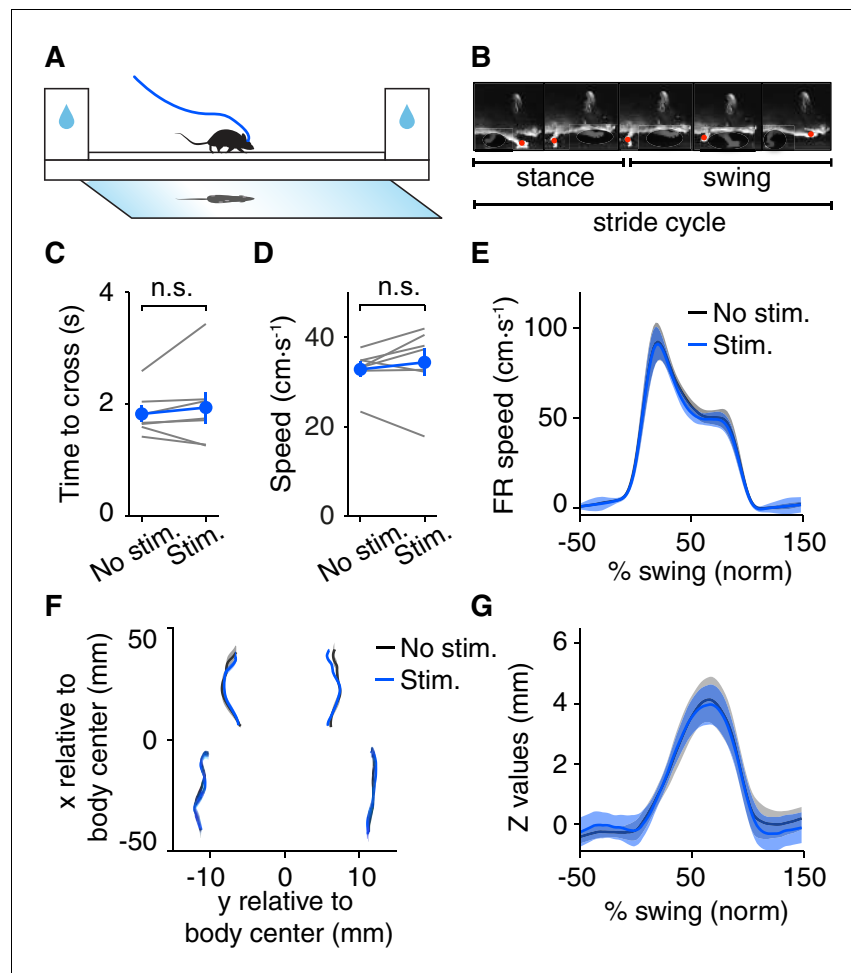 A
B
stance
swing
stride cycle
C
n.s.
Time to cross (s)
4
2
0
No stim.
Stim.
D
n.s.
Speed (cm·s⁻¹)
40
20
0
No stim.
Stim.
E
No stim.
Stim.
FR speed (cm·s⁻¹)
100
50
0
-50
50
150
% swing (norm)
F
No stim.
Stim.
x relative to
body center (mm)
50
0
-50
-10
0
10
y relative to
body center (mm)
G
Z values (mm)
6
4
2
0
-50
50
150
% swing (norm)